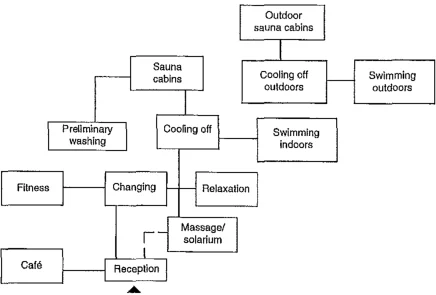 Outdoor
sauna cabins
Sauna
cabins
Cooling off
outdoors
Swimming
outdoors
Preliminary
washing
Cooling off
Swimming
indoors
Fitness
Changing
Relaxation
Massage/
solarium
Café
Reception